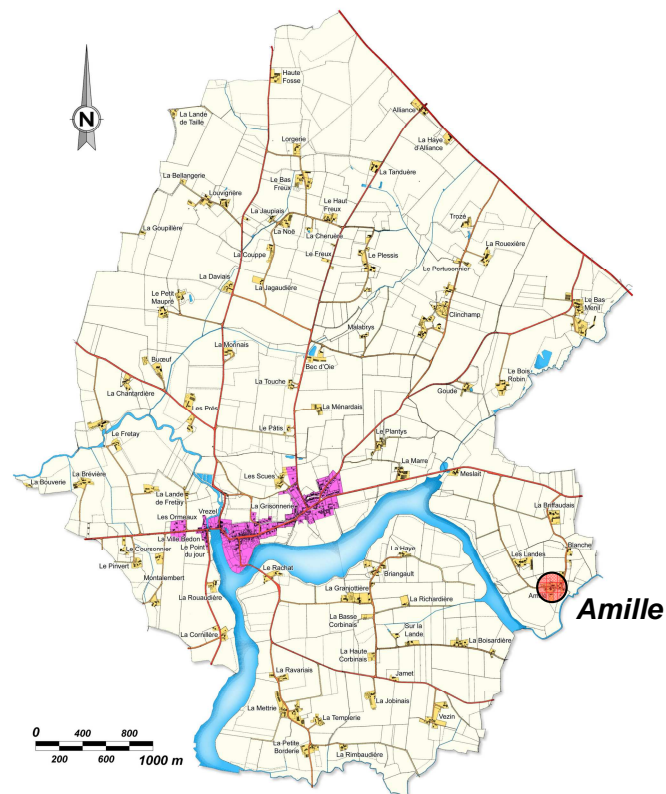 Haute
Fosse
Alliance
La Lande
de Taille
La Haye
d'Alliance
Lorgerie
La Tanduère
La Bellangerie
Le Bas
Freux
Louvignère
Le Haut
Freux
La Jaupiais
Trozé
La Goupillère
La Noë
La Cheruère
La Rouexière
La Couppe
Le Freux
Le Plessis
Le Portusonnier
La Daviais
Jagaudière
Le Petit
Maupré
Le Bas
Menil
Clinchamp
Malabrys
La Monnais
Buœuf
Bec d'Oie
Le Bois
Robin
La Touche
Goude
La Chantardière
Les Prés
La Ménardais
Le Pâtis
Le Fretay
Le Plantys
La Marre
Meslait
La Brévière
Les Scues
La Bouverie
La Lande
de Fretay
Vrezel
La Grisonnerie
La Briffaudais
Les Ormeaux
La Ville Bedon
Le Point
du jour
Blanche
Le Coursonnier
La Haye
Les Landes
Le Pinvert
Briangault
Montalembert
Le Rachat
La Rouaudière
La Granjottière
La Richardière
Amille
La Basse
Corbinais
Sur la
Lande
La Cornillère
La Boisardière
La Haute
Corbinais
La Ravariais
Jamet
La Jobinais
La Mettrie
La Templerie
Vezin
La Petite
Borderie
La Rimbaudière
N
0 400 800
200 600 1000 m